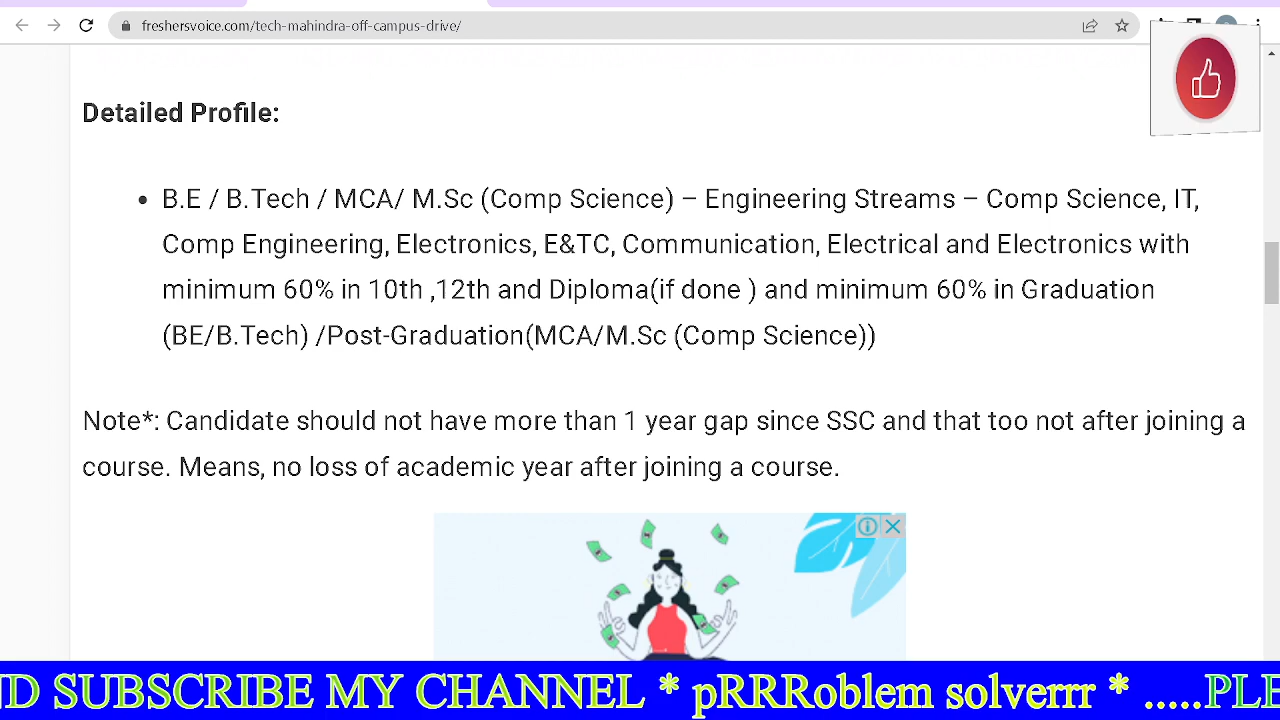 freshersvoice.com/tech-mahindra-off-campus-drive/
Detailed Profile:
• B.E / B.Tech / MCA/ M.Sc (Comp Science) – Engineering Streams – Comp Science, IT,
Comp Engineering, Electronics, E&TC, Communication, Electrical and Electronics with
minimum 60% in 10th ,12th and Diploma(if done ) and minimum 60% in Graduation
(BE/B.Tech) /Post-Graduation(MCA/M.Sc (Comp Science))
Note*: Candidate should not have more than 1 year gap since SSC and that too not after joining a
course. Means, no loss of academic year after joining a course.
ND SUBSCRIBE MY CHANNEL * pRRRoblem solverrr * .....PLE